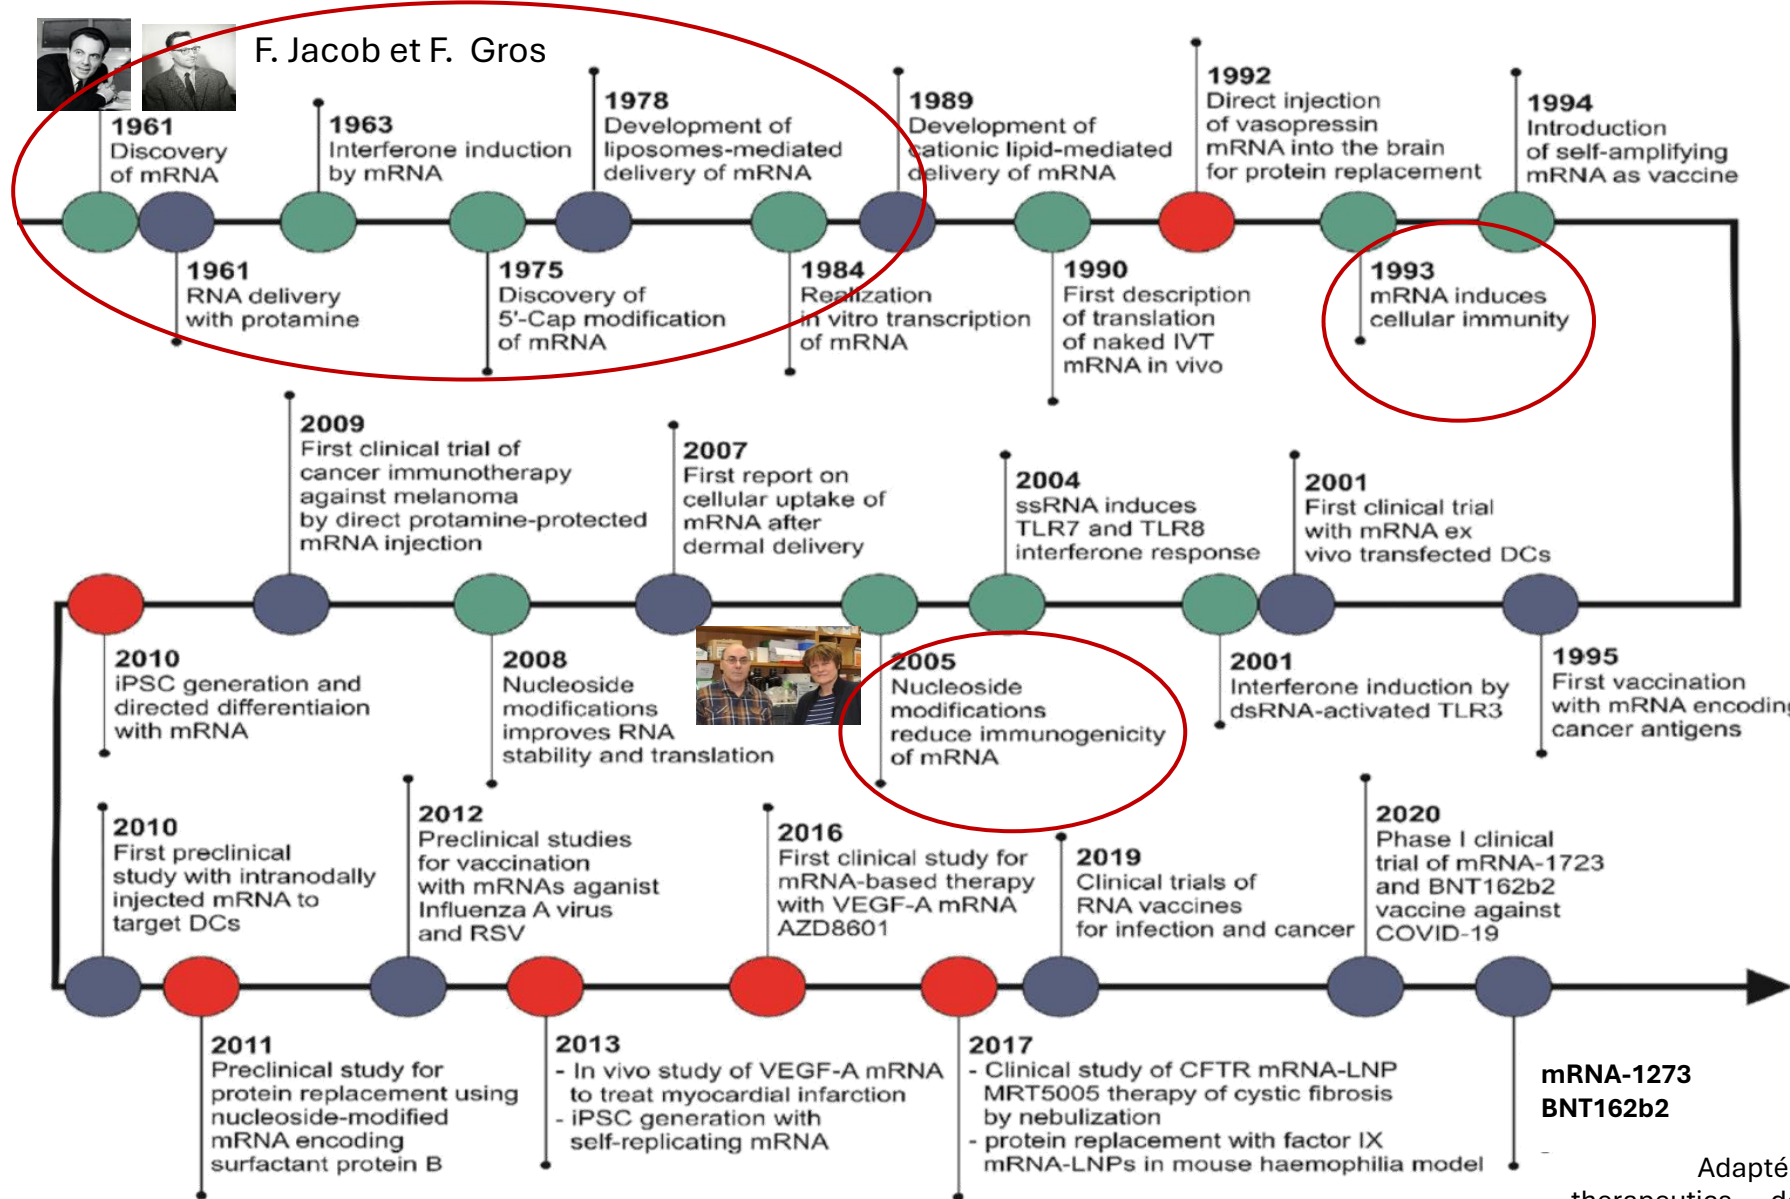 F. Jacob et F. Gros
1961
Discovery
of mRNA
1963
Interferone induction
by mRNA
1978
Development of
liposomes-mediated
delivery of mRNA
1989
Development of
cationic lipid-mediated
delivery of mRNA
1992
Direct injection
of vasopressin
mRNA into the brain
for protein replacement
1994
Introduction
of self-amplifying
mRNA as vaccine
1961
RNA delivery
with protamine
1975
Discovery of
5'-Cap modification
of mRNA
1984
Realization
in vitro transcription
of mRNA
1990
First description
of translation
of naked IVT
mRNA in vivo
1993
mRNA induces
cellular immunity
2009
First clinical trial of
cancer immunotherapy
against melanoma
by direct protamine-protected
mRNA injection
2007
First report on
cellular uptake of
mRNA after
dermal delivery
2004
ssRNA induces
TLR7 and TLR8
interferone response
2001
First clinical trial
with mRNA ex
vivo transfected DCs
2010
iPSC generation and
directed differentiaion
with mRNA
2008
Nucleoside
modifications
improves RNA
stability and translation
2005
Nucleoside
modifications
reduce immunogenicity
of mRNA
2001
Interferone induction by
dsRNA-activated TLR3
1995
First vaccination
with mRNA encoding
cancer antigens
2010
First preclinical
study with intranodally
injected mRNA to
target DCs
2012
Preclinical studies
for vaccination
with mRNAs aganist
Influenza A virus
and RSV
2016
First clinical study for
mRNA-based therapy
with VEGF-A mRNA
AZD8601
2019
Clinical trials of
RNA vaccines
for infection and cancer
2020
Phase I clinical
trial of mRNA-1723
and BNT162b2
vaccine against
COVID-19
2011
Preclinical study for
protein replacement using
nucleoside-modified
mRNA encoding
surfactant protein B
2013
- In vivo study of VEGF-A mRNA
to treat myocardial infarction
- iPSC generation with
self-replicating mRNA
2017
- Clinical study of CFTR mRNA-LNP
MRT5005 therapy of cystic fibrosis
by nebulization
- protein replacement with factor IX
mRNA-LNPs in mouse haemophilia model
mRNA-1273
BNT162b2
Adapté
therapeutics